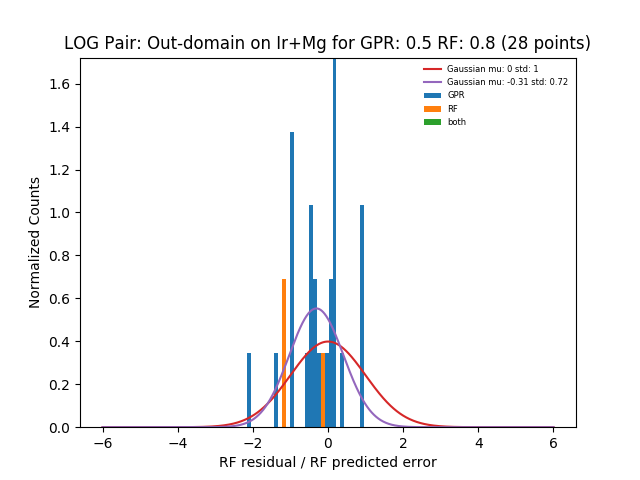 LOG Pair: Out-domain on Ir+Mg for GPR: 0.5 RF: 0.8 (28 points)
Gaussian mu: 0 std: 1
Gaussian mu: -0.31 std: 0.72
GPR
RF
both
Normalized Counts
1.6
1.4
1.2
1.0
0.8
0.6
0.4
0.2
0.0
−6 −4 −2 0 2 4 6
RF residual / RF predicted error